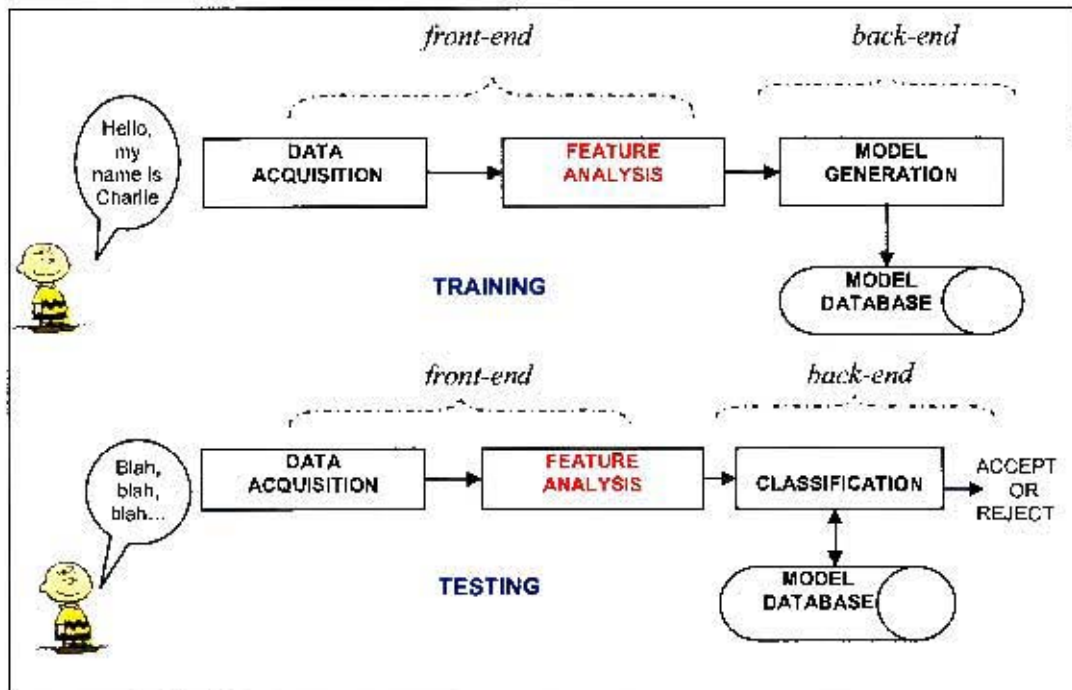 front-end
back-end
Hello,
my
name is
Charlie
DATA
ACQUISITION
FEATURE
ANALYSIS
MODEL
GENERATION
TRAINING
MODEL
DATABASE
front-end
back-end
Blah,
blah,
blah...
DATA
ACQUISITION
FEATURE
ANALYSIS
CLASSIFICATION
ACCEPT
OR
REJECT
TESTING
MODEL
DATABASE